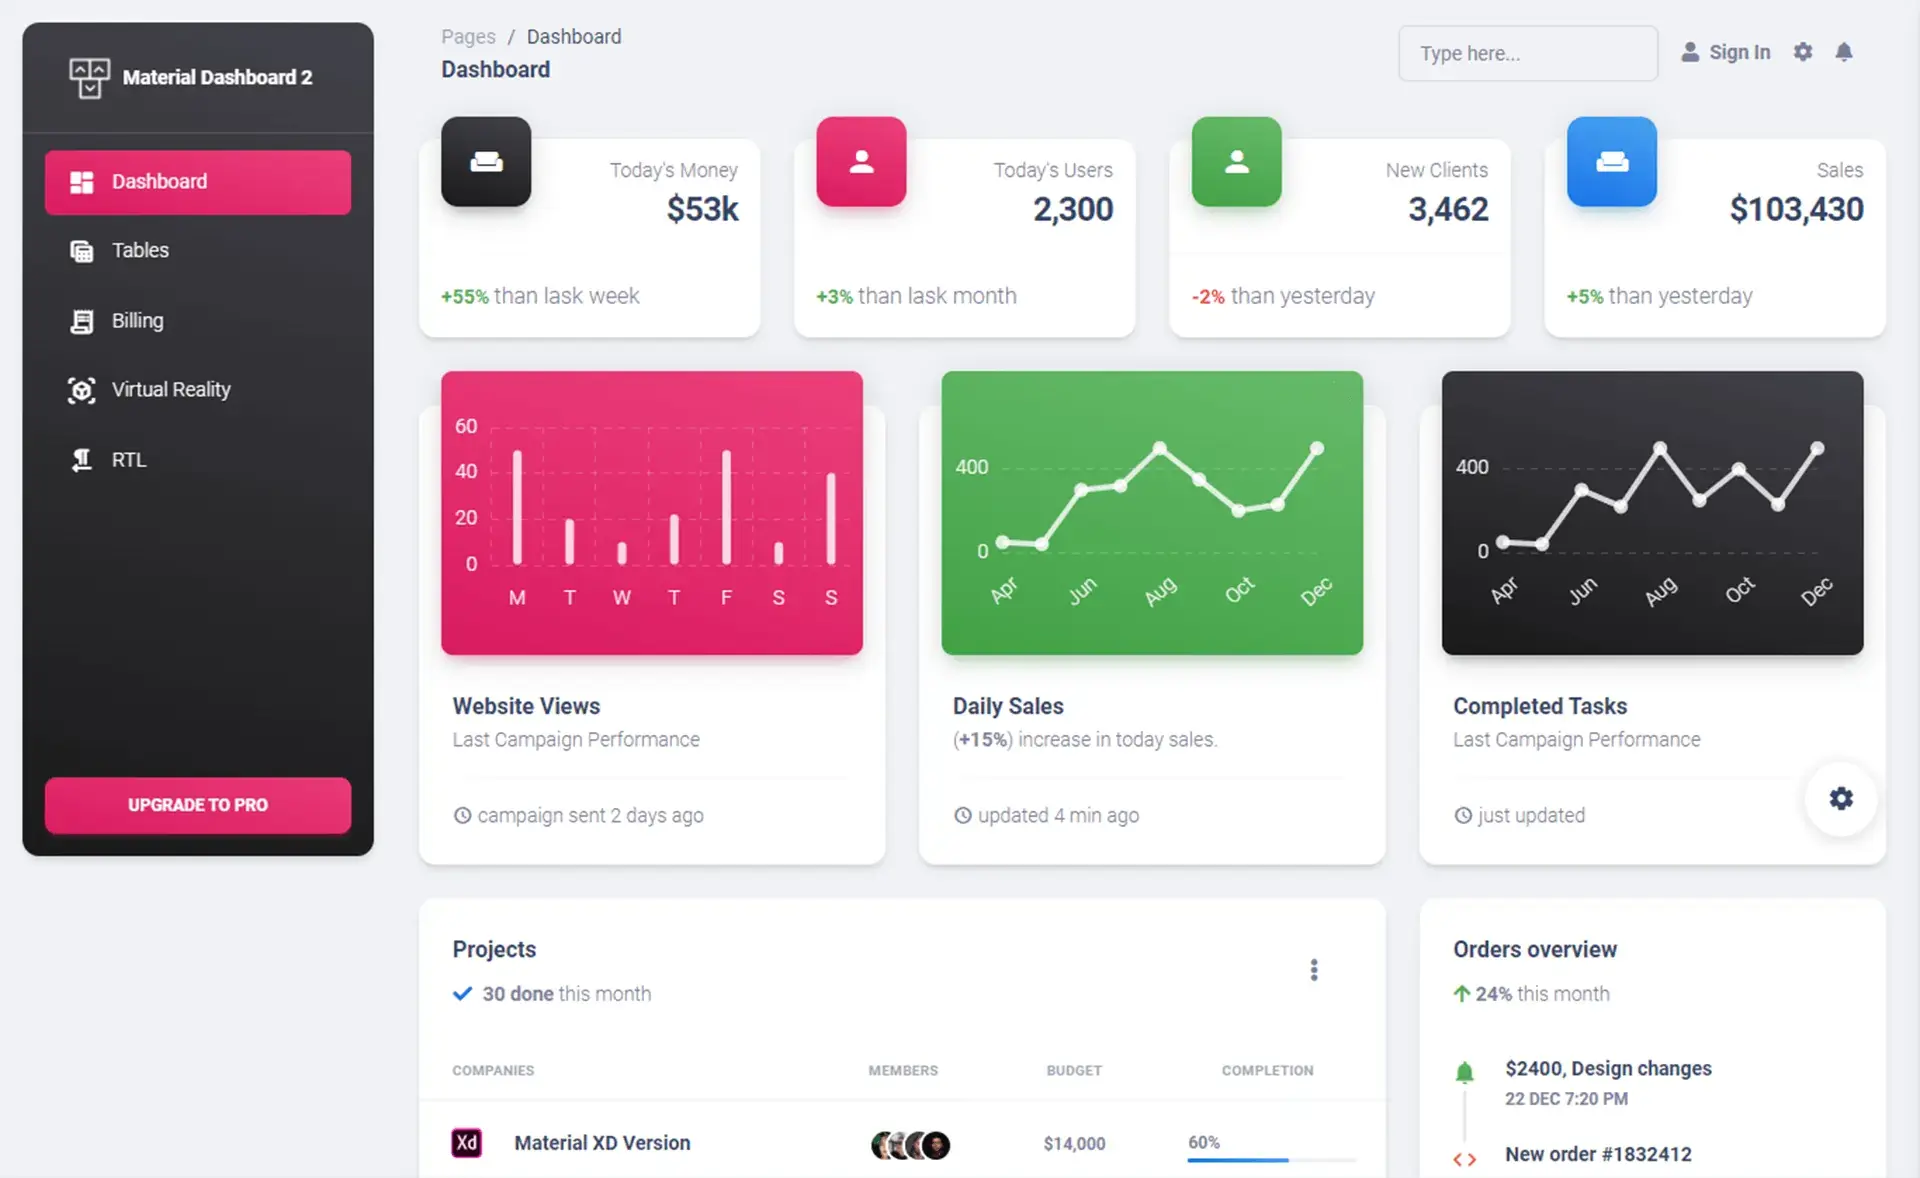 Material Dashboard 2
Dashboard
Tables
Billing
Virtual Reality
RTL
UPGRADE TO PRO
Pages / Dashboard
Dashboard
Type here...
Sign In
Today's Money
$53k
+55% than lask week
Today's Users
2,300
+3% than lask month
New Clients
3,462
-2% than yesterday
Sales
$103,430
+5% than yesterday
60
40
20
0
M T W T F S S
Website Views
Last Campaign Performance
campaign sent 2 days ago
400
0
Apr Jun Aug Oct Dec
Daily Sales
(+15%) increase in today sales.
updated 4 min ago
400
0
Apr Jun Aug Oct Dec
Completed Tasks
Last Campaign Performance
just updated
Projects
30 done this month
COMPANIES MEMBERS BUDGET COMPLETION
Xd Material XD Version $14,000 60%
Orders overview
24% this month
$2400, Design changes
22 DEC 7:20 PM
New order #1832412